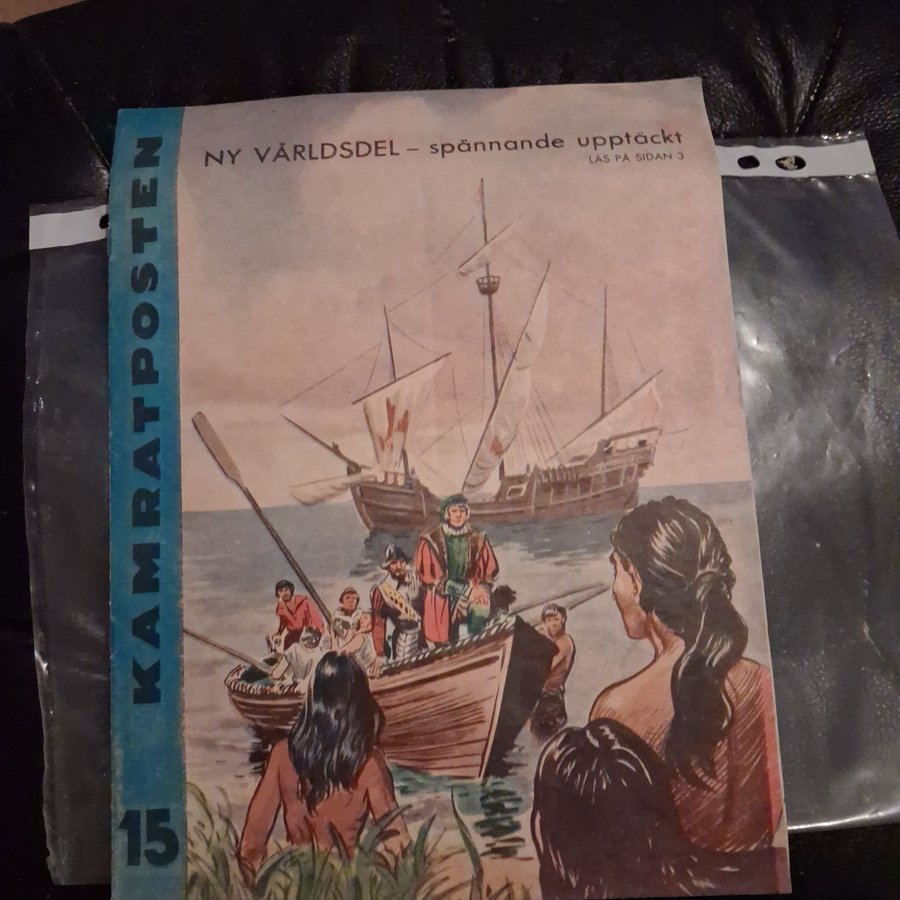 NY VÄRLDSDEL – spännande upptäckt
LÄS PÅ SIDAN 3
KAMRATPOSTEN
15